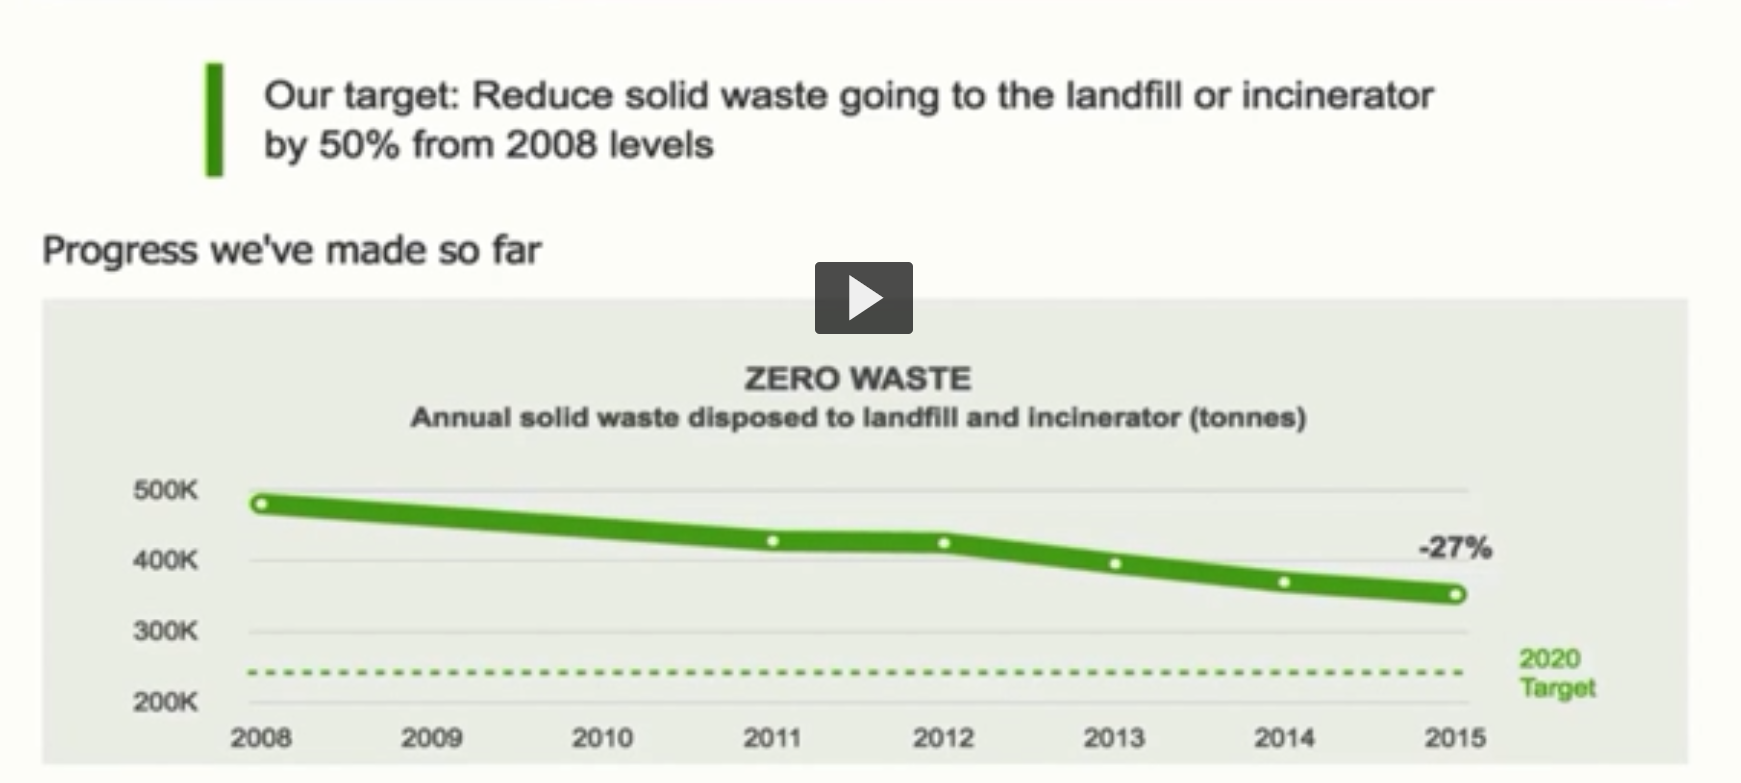 Our target: Reduce solid waste going to the landfill or incinerator
by 50% from 2008 levels
Progress we've made so far
ZERO WASTE
Annual solid waste disposed to landfill and incinerator (tonnes)
500K
400K
-27%
300K
2020
Target
200K
2008 2009 2010 2011 2012 2013 2014 2015